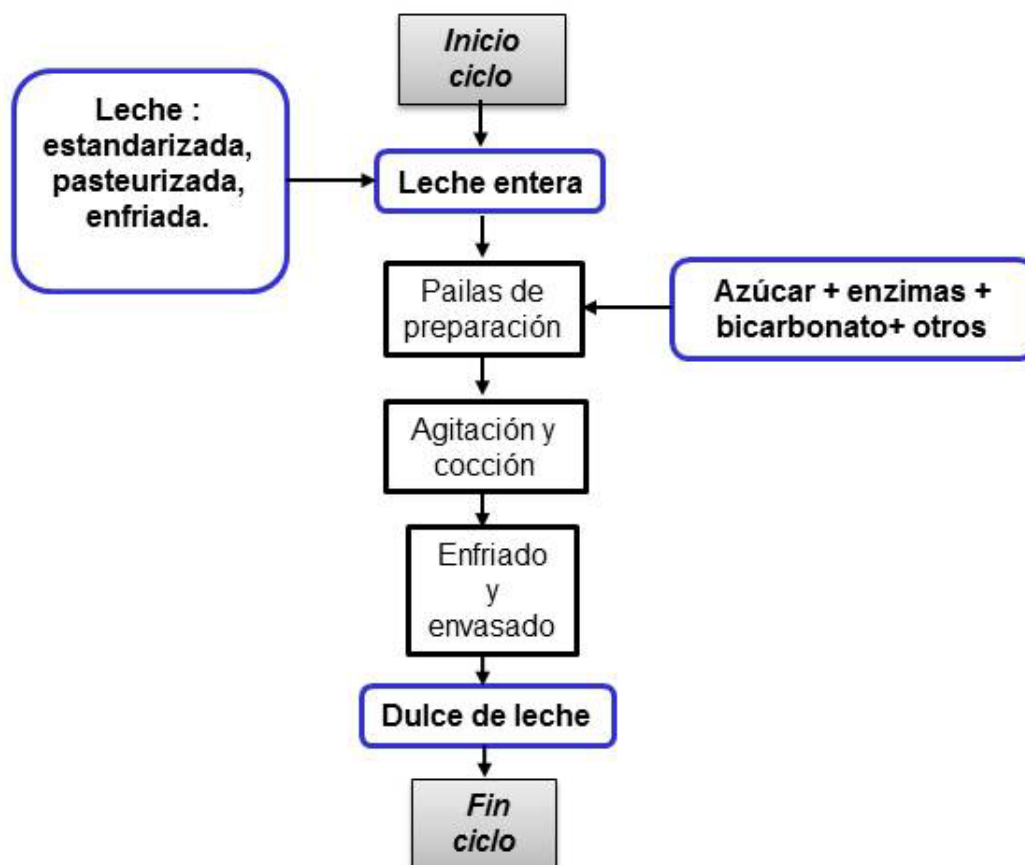 Inicio
ciclo
Leche :
estandarizada,
pasteurizada,
enfriada.
Leche entera
Pailas de
preparación
Azúcar + enzimas +
bicarbonato+ otros
Agitación y
cocción
Enfriado
y
envasado
Dulce de leche
Fin
ciclo